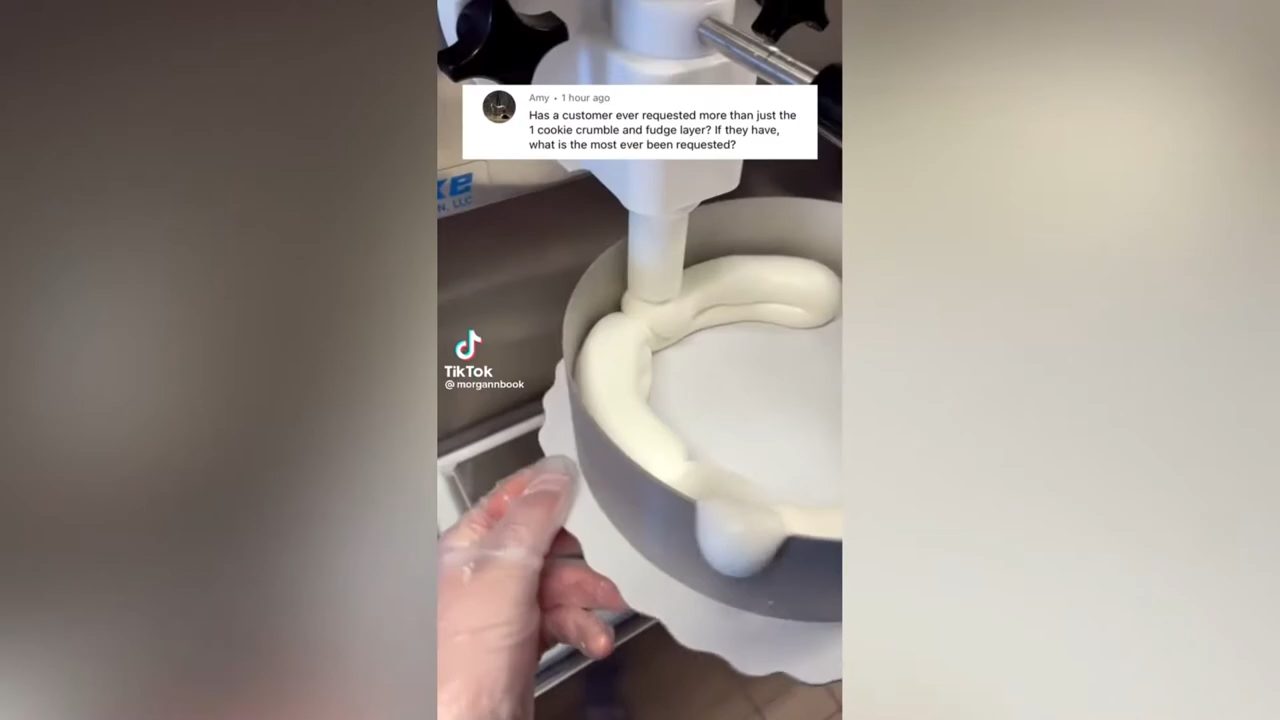 Amy • 1 hour ago
Has a customer ever requested more than just the
1 cookie crumble and fudge layer? If they have,
what is the most ever been requested?
KE
N, LLC
TikTok
@morgannbook